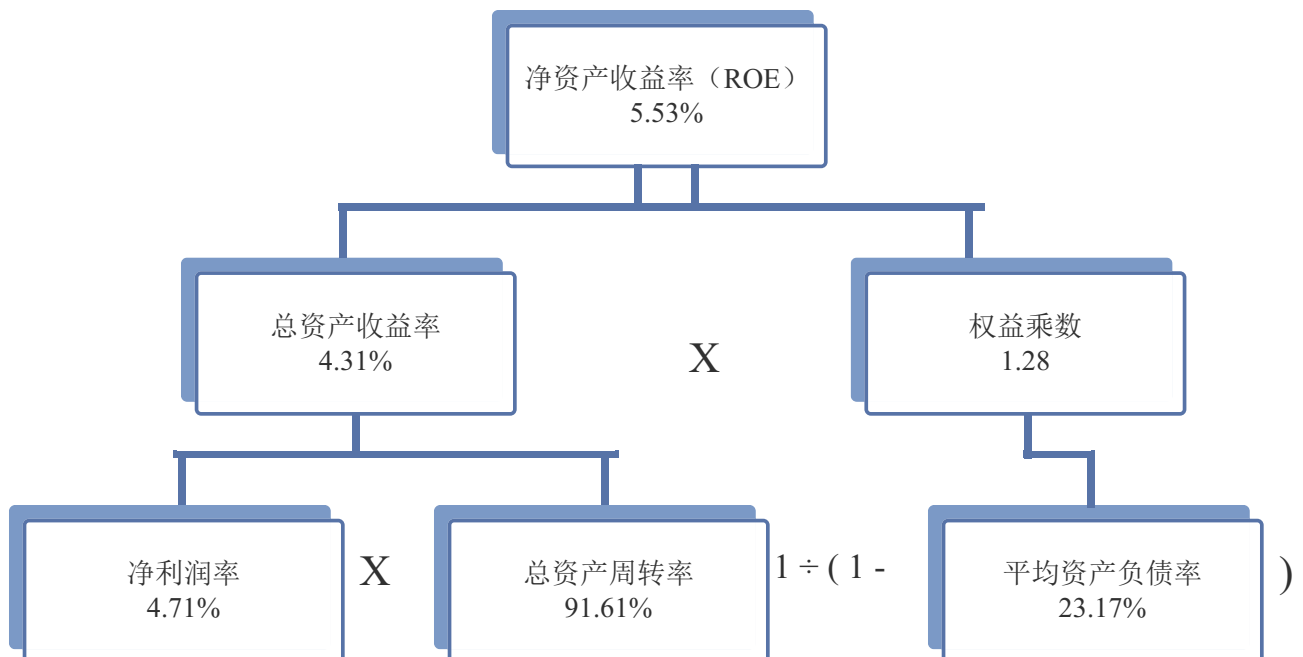 净资产收益率（ROE）
5.53%
总资产收益率
4.31%
X
权益乘数
1.28
净利润率
4.71%
X
总资产周转率
91.61%
1 ÷ ( 1 -
平均资产负债率
23.17%
)